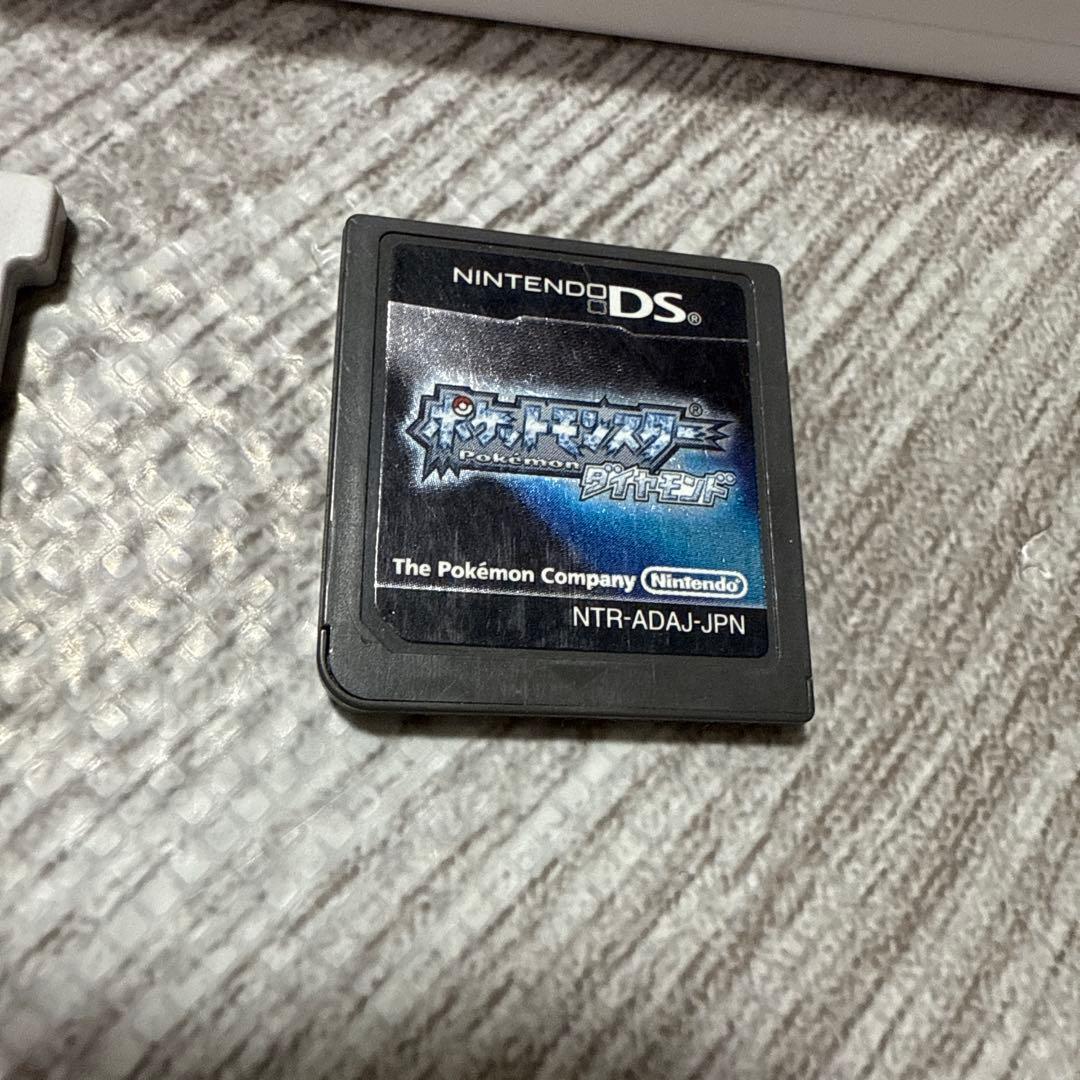 NINTENDO DS®
ポケットモンスター®
Pokémon
ダイヤモンド
The Pokémon Company Nintendo®
NTR-ADAJ-JPN